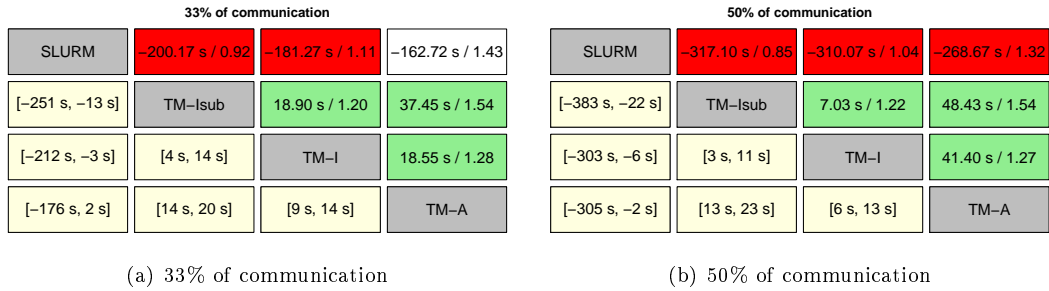 33% of communication
SLURM −200.17 s / 0.92 −181.27 s / 1.11 −162.72 s / 1.43
[−251 s, −13 s] TM−Isub 18.90 s / 1.20 37.45 s / 1.54
[−212 s, −3 s] [4 s, 14 s] TM−I 18.55 s / 1.28
[−176 s, 2 s] [14 s, 20 s] [9 s, 14 s] TM−A
(a) 33% of communication
50% of communication
SLURM −317.10 s / 0.85 −310.07 s / 1.04 −268.67 s / 1.32
[−383 s, −22 s] TM−Isub 7.03 s / 1.22 48.43 s / 1.54
[−303 s, −6 s] [3 s, 11 s] TM−I 41.40 s / 1.27
[−305 s, −2 s] [13 s, 23 s] [6 s, 13 s] TM−A
(b) 50% of communication